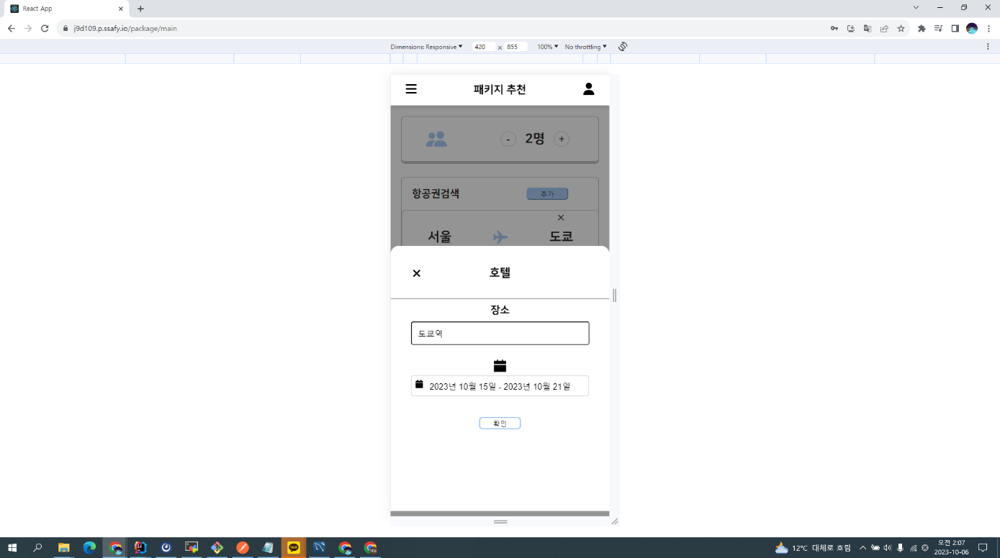 React App
j9d109.p.ssafy.io/package/main
Dimensions: Responsive 420 x 855 100% No throttling
패키지 추천
- 2명 +
항공권검색 추가
서울 도쿄
호텔
장소
도쿄역
2023년 10월 15일 - 2023년 10월 21일
확인
12°C 대체로 흐림
오전 2:07
2023-10-06